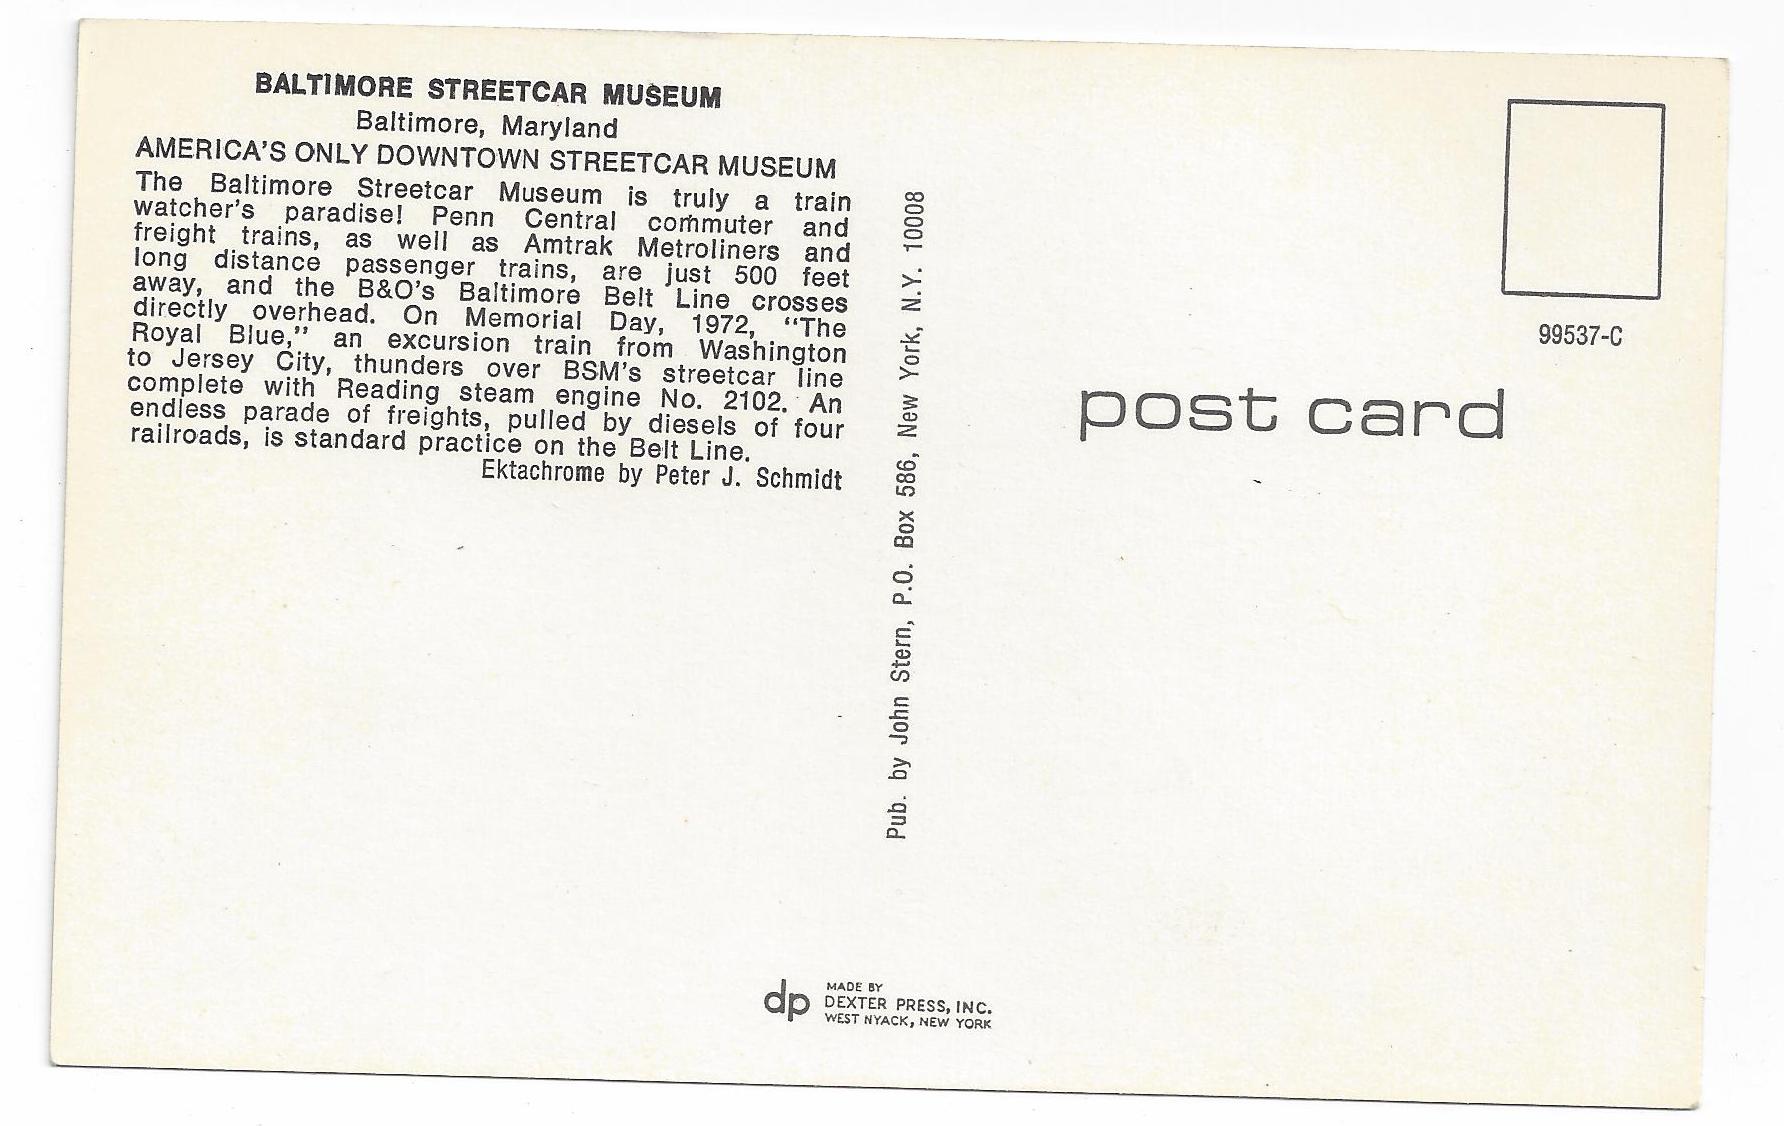 BALTIMORE STREETCAR MUSEUM
Baltimore, Maryland
AMERICA'S ONLY DOWNTOWN STREETCAR MUSEUM
The Baltimore Streetcar Museum is truly a train
watcher's paradise! Penn Central commuter and
freight trains, as well as Amtrak Metroliners and
long distance passenger trains, are just 500 feet
away, and the B&O's Baltimore Belt Line crosses
directly overhead. On Memorial Day, 1972, "The
Royal Blue," an excursion train from Washington
to Jersey City, thunders over BSM's streetcar line
complete with Reading steam engine No. 2102. An
endless parade of freights, pulled by diesels of four
railroads, is standard practice on the Belt Line.
Ektachrome by Peter J. Schmidt
Pub. by John Stern, P.O. Box 586, New York, N.Y. 10008
99537-C
post card
dp
MADE BY
DEXTER PRESS, INC.
WEST NYACK, NEW YORK